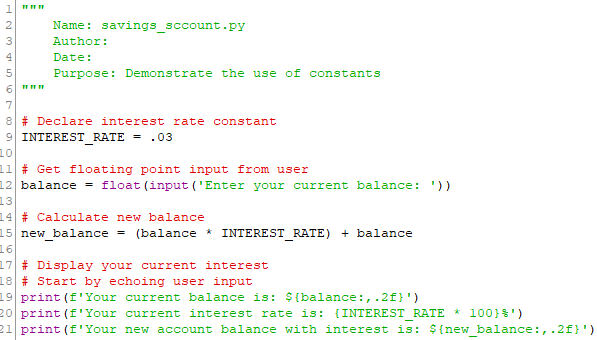 1 """
2     Name: savings_sccount.py
3     Author:
4     Date:
5     Purpose: Demonstrate the use of constants
6 """
7
8 # Declare interest rate constant
9 INTEREST_RATE = .03
10
11 # Get floating point input from user
12 balance = float(input('Enter your current balance: '))
13
14 # Calculate new balance
15 new_balance = (balance * INTEREST_RATE) + balance
16
17 # Display your current interest
18 # Start by echoing user input
19 print(f'Your current balance is: ${balance:,.2f}')
20 print(f'Your current interest rate is: {INTEREST_RATE * 100}%')
21 print(f'Your new account balance with interest is: ${new_balance:,.2f}')